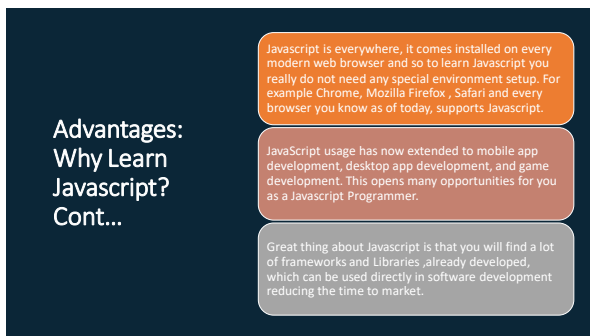 Advantages:
Why Learn
Javascript?
Cont...
Javascript is everywhere, it comes installed on every
modern web browser and so to learn Javascript you
really do not need any special environment setup. For
example Chrome, Mozilla Firefox , Safari and every
browser you know as of today, supports Javascript.
JavaScript usage has now extended to mobile app
development, desktop app development, and game
development. This opens many opportunities for you
as a Javascript Programmer.
Great thing about Javascript is that you will find a lot
of frameworks and Libraries ,already developed,
which can be used directly in software development
reducing the time to market.